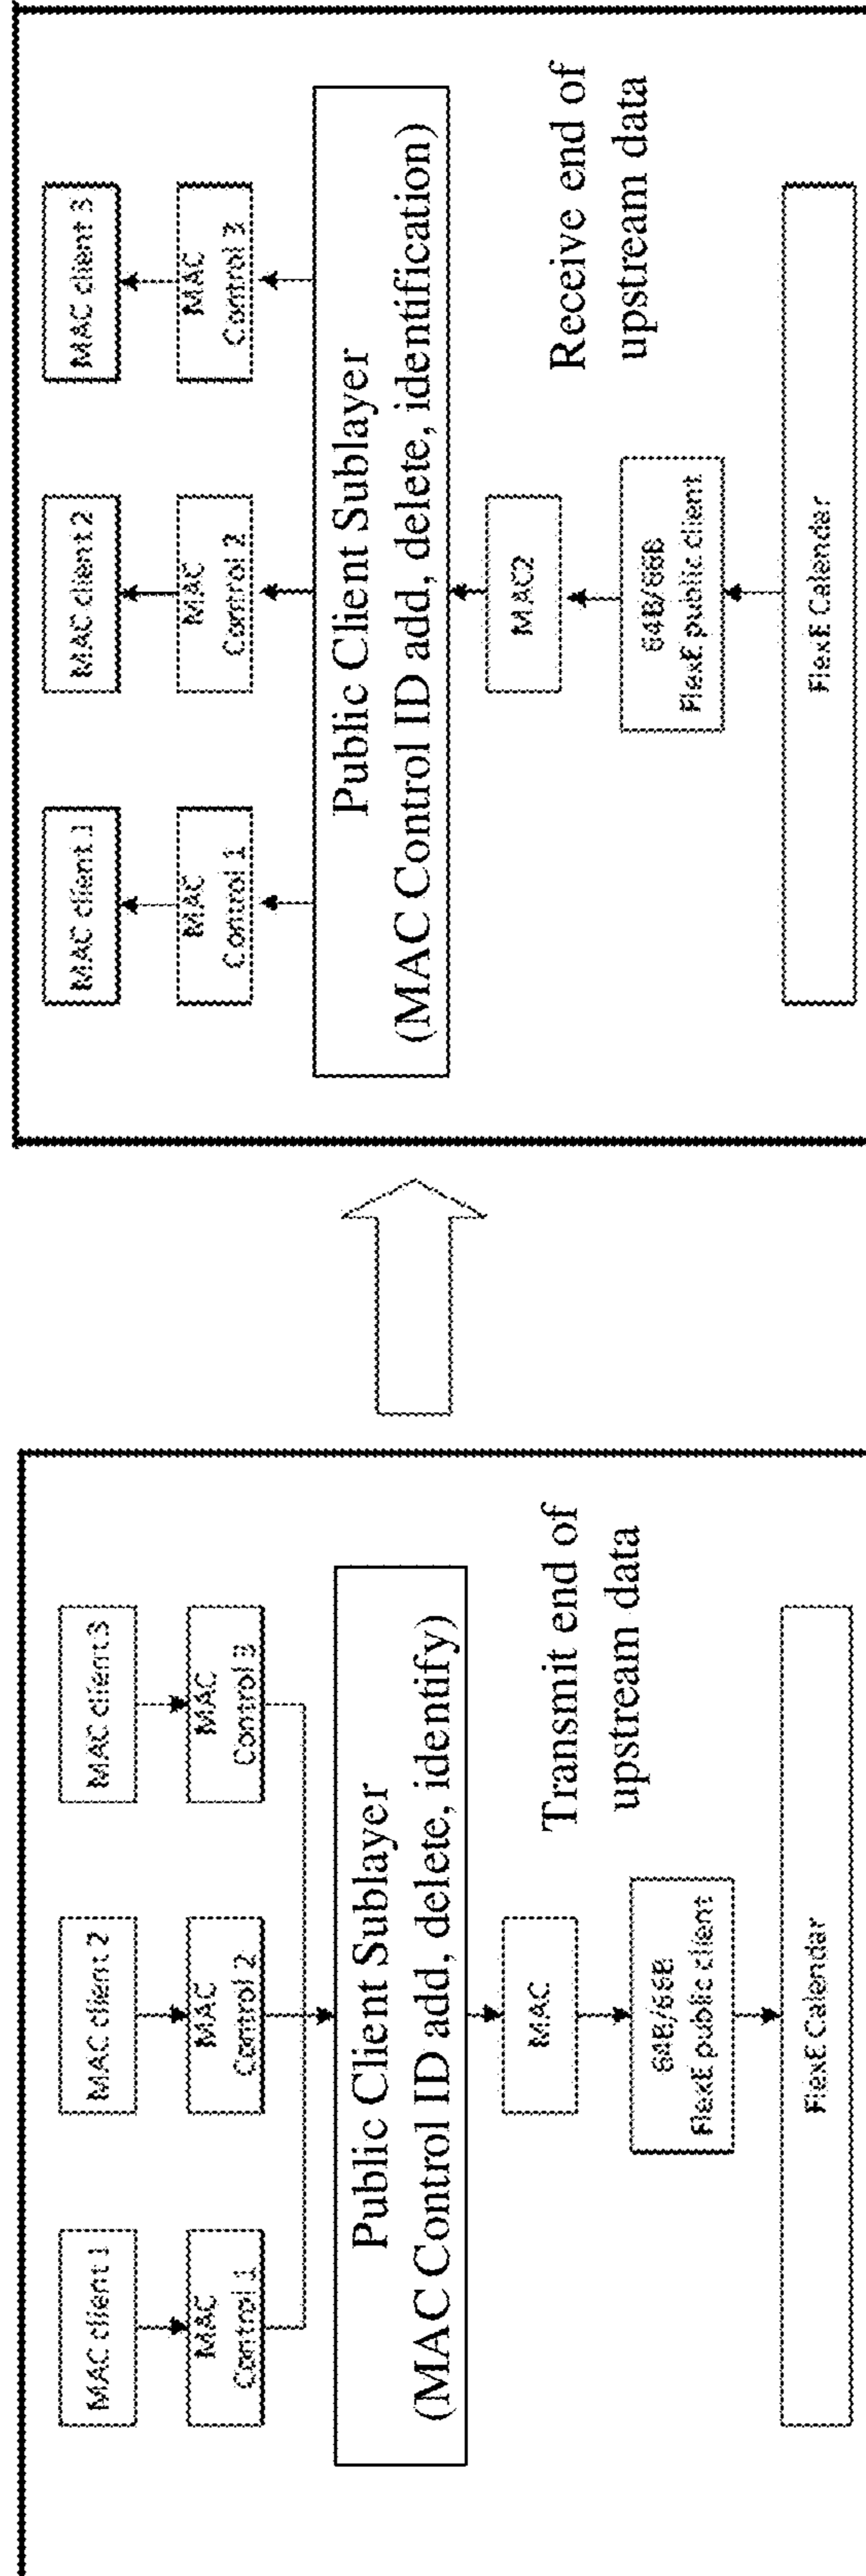 MAC client 1
MAC client 2
MAC client 3
MAC
Control 1
MAC
Control 2
MAC
Control 3
Public Client Sublayer
(MAC Control ID add, delete, identify)
MAC
Transmit end of
upstream data
64B/66B
FlexE public client
FlexE Calendar
MAC client 1
MAC client 2
MAC client 3
MAC
Control 1
MAC
Control 2
MAC
Control 3
Public Client Sublayer
(MAC Control ID add, delete, identification)
MAC2
Receive end of
upstream data
64B/66B
FlexE public client
FlexE Calendar